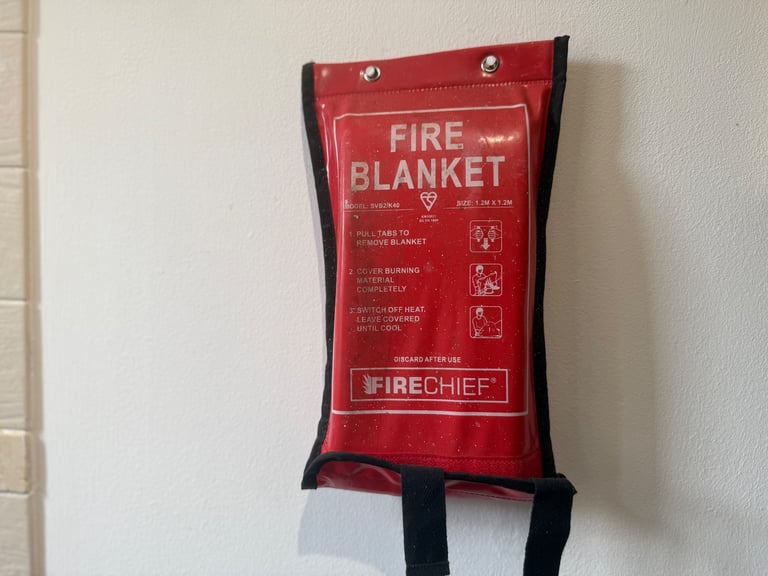 FIRE
BLANKET
MODEL: SVB2/K40 SIZE: 1.2M X 1.2M
1. PULL TABS TO
REMOVE BLANKET
2. COVER BURNING
MATERIAL
COMPLETELY
3. SWITCH OFF HEAT.
LEAVE COVERED
UNTIL COOL
DISCARD AFTER USE
FIRECHIEF®